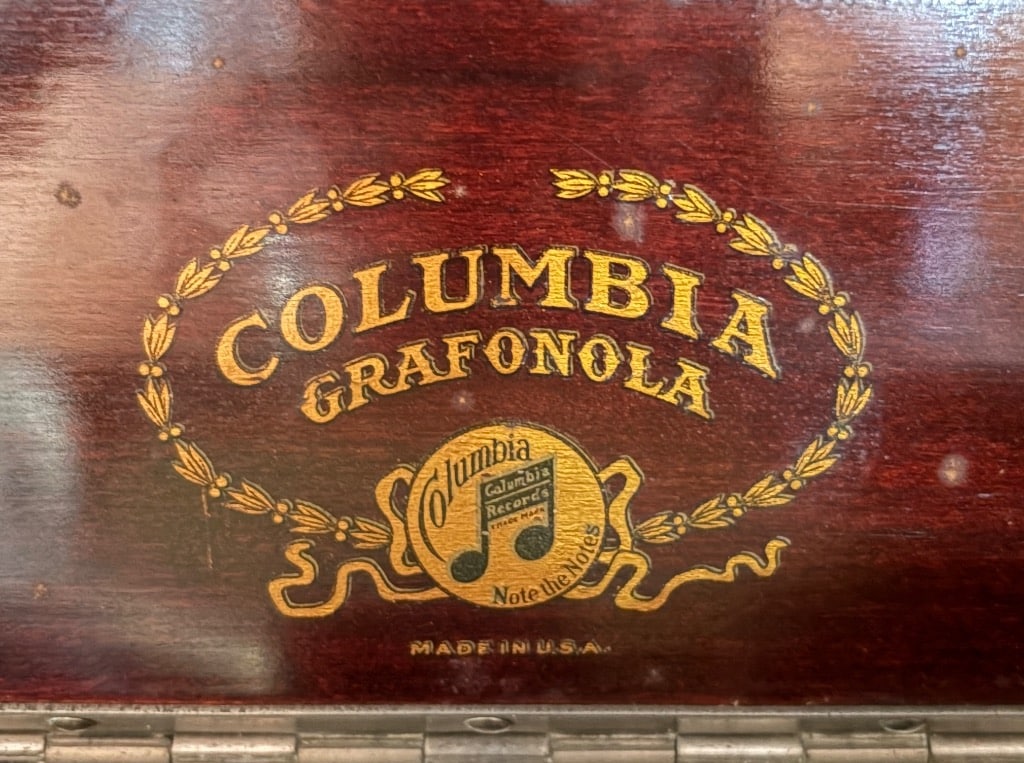 COLUMBIA
GRAFONOLA
Columbia
Columbia
Records
TRADE MARK
Note the Notes
MADE IN U.S.A.